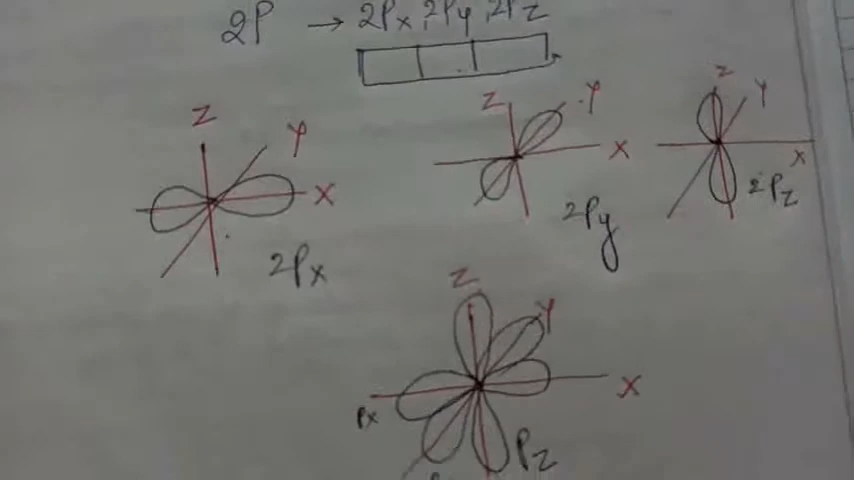 2P → 2Px, 2Py, 2Pz
Z Y X
2Px
Z Y X
2Py
Z Y X
2Pz
Z Y X
Px
Pz